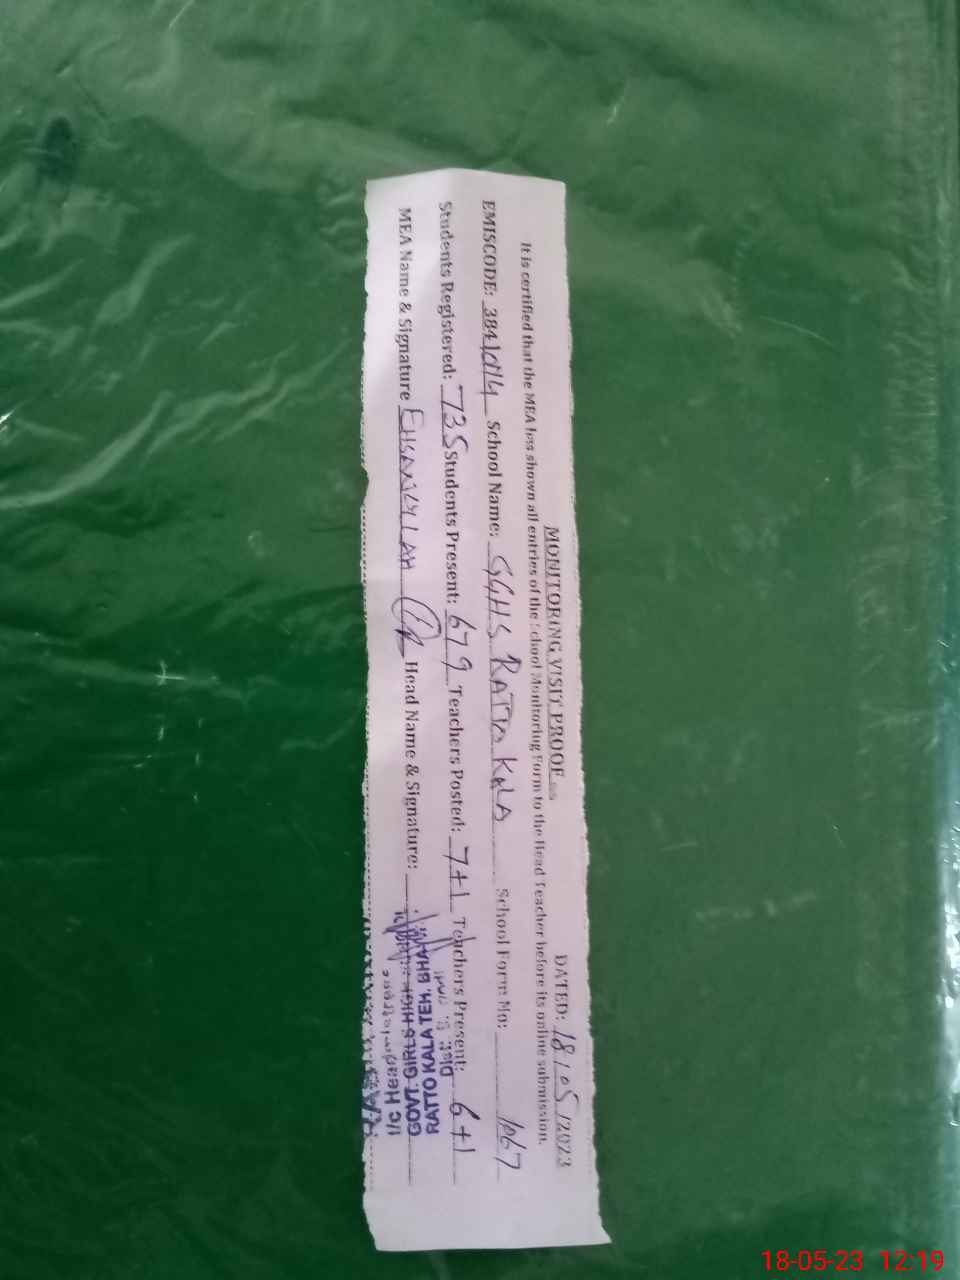 MONITORING VISIT PROOF
DATED: 18/05/2023
It is certified that the MEA has shown all entries of the School Monitoring Form to the Head Teacher before its online submission.
EMISCODE: School Name: GGHS RATTO KALA School Form No: 1067
Students Registered: 735 Students Present: 679 Teachers Posted: 7+1 Teachers Present: 6+1
MEA Name & Signature EHSANULLAH Head Name & Signature:
I/c Headmistress
GOVT. GIRLS HIGH
RATTO KALA TEH. BHA
Dist:
18-05-23 12:19